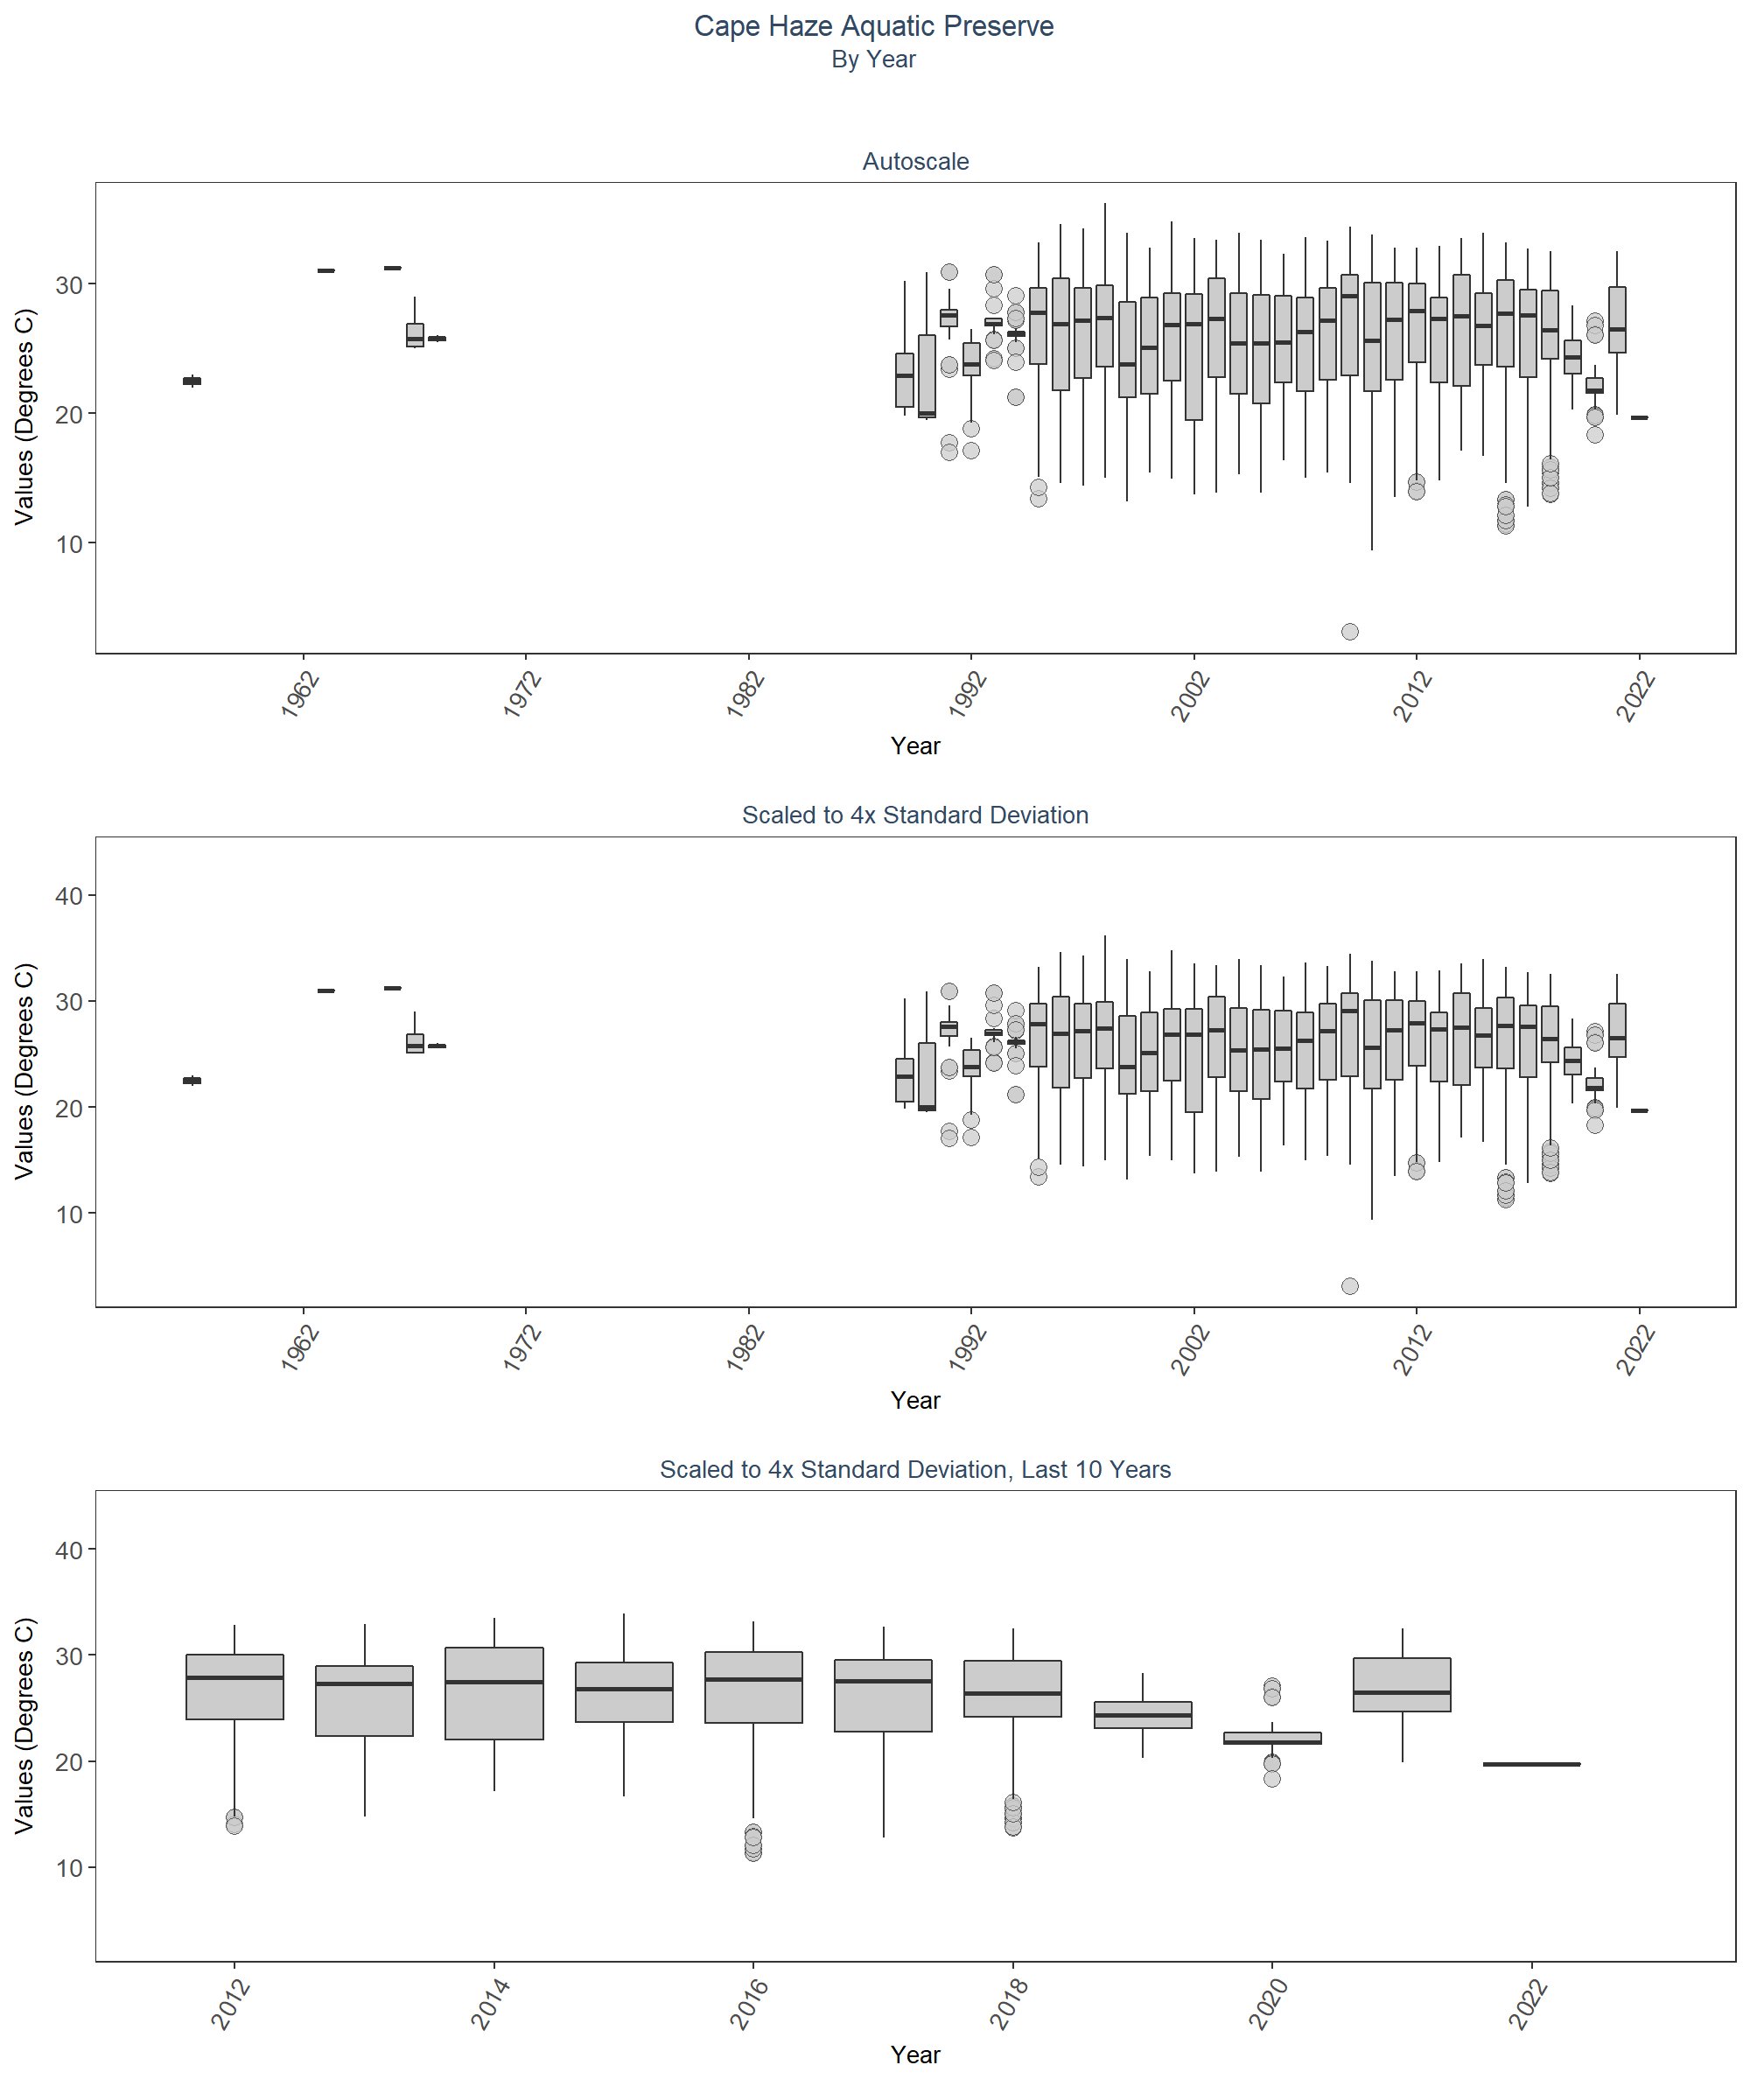 Cape Haze Aquatic Preserve
By Year
Autoscale
Values (Degrees C)
30
20
10
1962
1972
1982
1992
2002
2012
2022
Year
Scaled to 4x Standard Deviation
Values (Degrees C)
40
30
20
10
1962
1972
1982
1992
2002
2012
2022
Year
Scaled to 4x Standard Deviation, Last 10 Years
Values (Degrees C)
40
30
20
10
2012
2014
2016
2018
2020
2022
Year